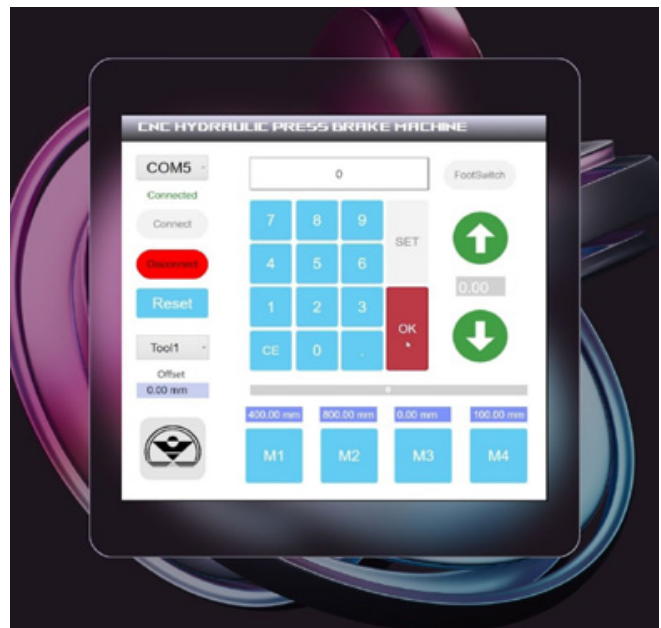 CNC HYDRAULIC PRESS BRAKE MACHINE
COM5
Connected
Connect
Disconnect
Reset
Tool1
Offset
0.00 mm
0
FootSwitch
7 8 9
SET
4 5 6
1 2 3
OK
CE 0 .
0.00
0
400.00 mm 800.00 mm 0.00 mm 100.00 mm
M1 M2 M3 M4